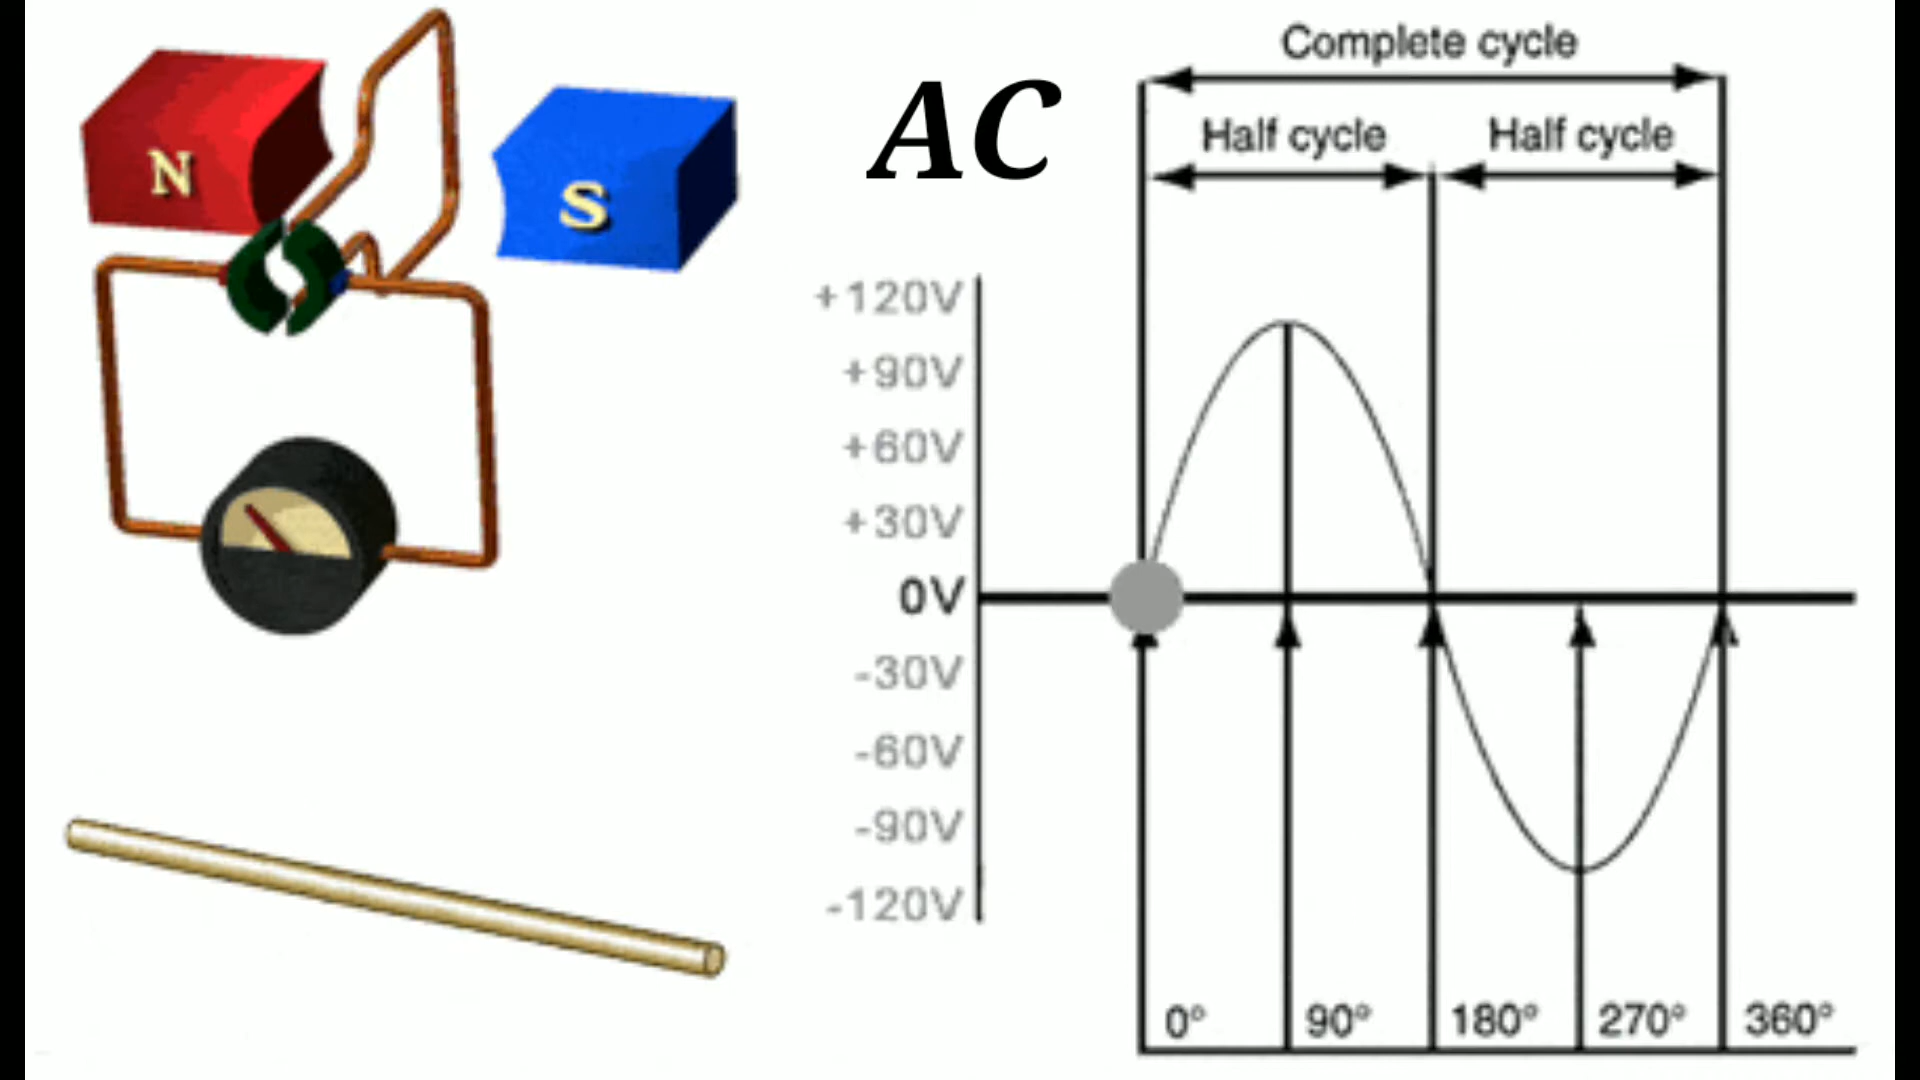 N
S
AC
Complete cycle
Half cycle Half cycle
+120V
+90V
+60V
+30V
0V
-30V
-60V
-90V
-120V
0° 90° 180° 270° 360°